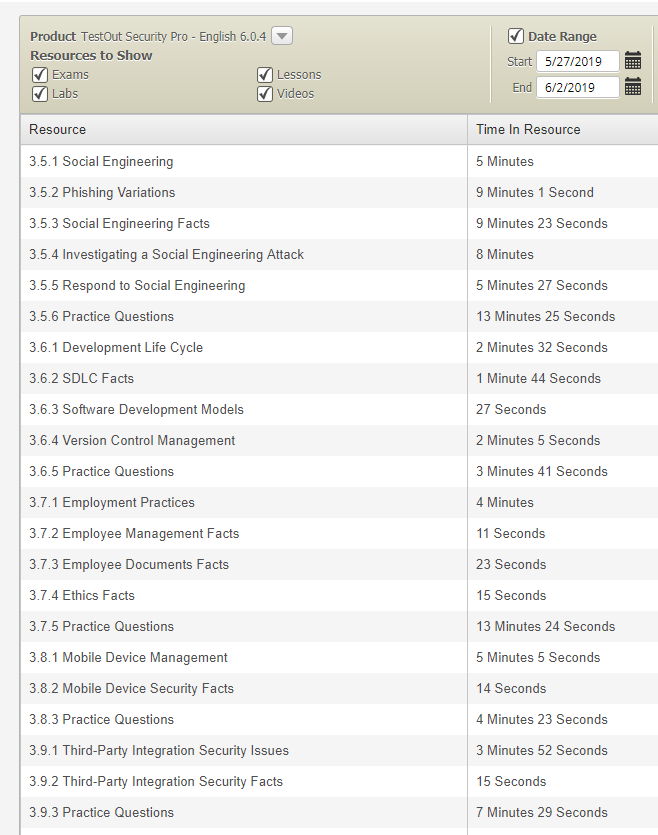 Product TestOut Security Pro - English 6.0.4
Date Range
Resources to Show
Start 5/27/2019
Exams Lessons
End 6/2/2019
Labs Videos
Resource Time In Resource
3.5.1 Social Engineering 5 Minutes
3.5.2 Phishing Variations 9 Minutes 1 Second
3.5.3 Social Engineering Facts 9 Minutes 23 Seconds
3.5.4 Investigating a Social Engineering Attack 8 Minutes
3.5.5 Respond to Social Engineering 5 Minutes 27 Seconds
3.5.6 Practice Questions 13 Minutes 25 Seconds
3.6.1 Development Life Cycle 2 Minutes 32 Seconds
3.6.2 SDLC Facts 1 Minute 44 Seconds
3.6.3 Software Development Models 27 Seconds
3.6.4 Version Control Management 2 Minutes 5 Seconds
3.6.5 Practice Questions 3 Minutes 41 Seconds
3.7.1 Employment Practices 4 Minutes
3.7.2 Employee Management Facts 11 Seconds
3.7.3 Employee Documents Facts 23 Seconds
3.7.4 Ethics Facts 15 Seconds
3.7.5 Practice Questions 13 Minutes 24 Seconds
3.8.1 Mobile Device Management 5 Minutes 5 Seconds
3.8.2 Mobile Device Security Facts 14 Seconds
3.8.3 Practice Questions 4 Minutes 23 Seconds
3.9.1 Third-Party Integration Security Issues 3 Minutes 52 Seconds
3.9.2 Third-Party Integration Security Facts 15 Seconds
3.9.3 Practice Questions 7 Minutes 29 Seconds